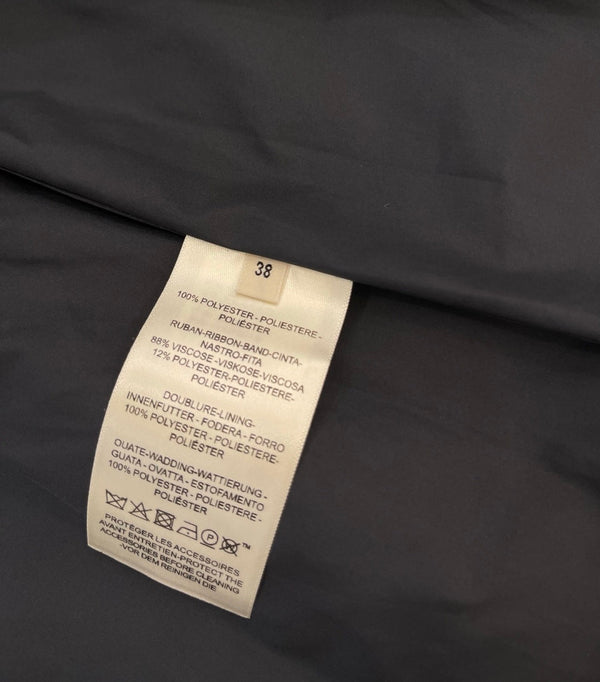 38
100% POLYESTER - POLIESTERE -
POLIÉSTER
RUBAN-RIBBON-BAND-CINTA-
NASTRO-FITA
88% VISCOSE -VISKOSE-VISCOSA
12% POLYESTER-POLIESTERE-
POLIÉSTER
DOUBLURE-LINING-
INNENFUTTER - FODERA - FORRO
100% POLYESTER - POLIESTERE-
POLIÉSTER
OUATE-WADDING-WATTIERUNG -
GUATA - OVATTA - ESTOFAMENTO
100% POLYESTER - POLIESTERE -
POLIÉSTER
P
TM
PROTÉGER LES ACCESSOIRES
AVANT ENTRETIEN-PROTECT THE
ACCESSORIES BEFORE CLEANING
-VOR DEM REINIGEN DIE